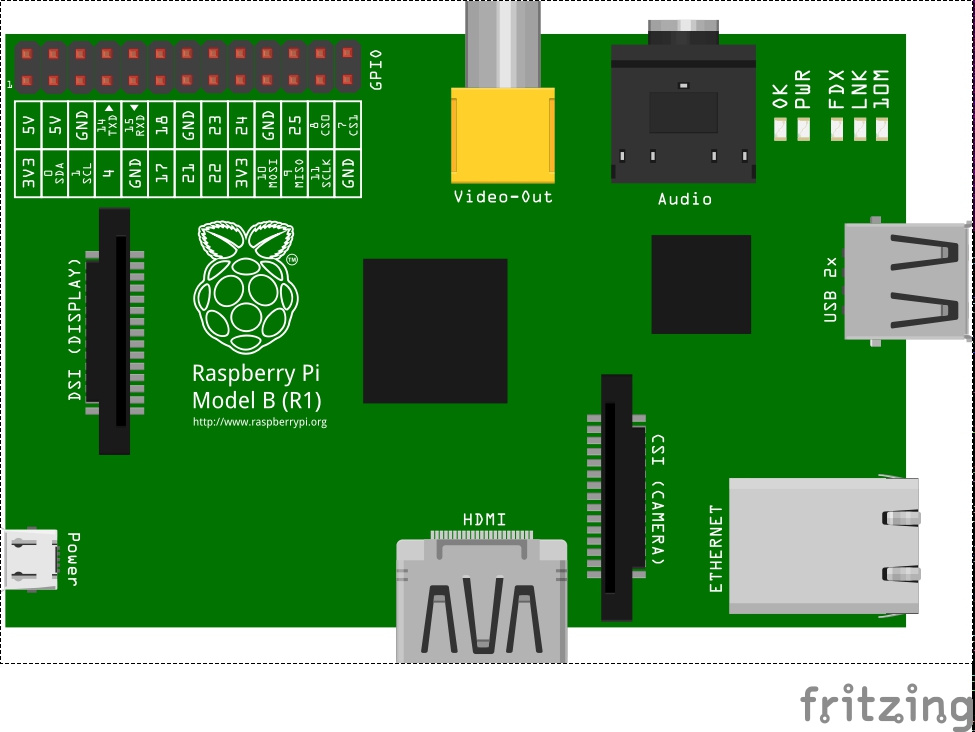 1
GPIO
5V 5V GND 14 TXD 15 RXD 18 GND 23 24 GND 25 8 CS0 7 CS1
3V3 0 SDA 1 SCL 4 GND 17 21 22 3V3 10 MOSI 9 MISO 11 SCLK GND
OK PWR FDX LNK 10M
Video-Out
Audio
DSI (DISPLAY)
TM
Raspberry Pi
Model B (R1)
http://www.raspberrypi.org
USB 2x
CSI (CAMERA)
HDMI
ETHERNET
Power
fritzing